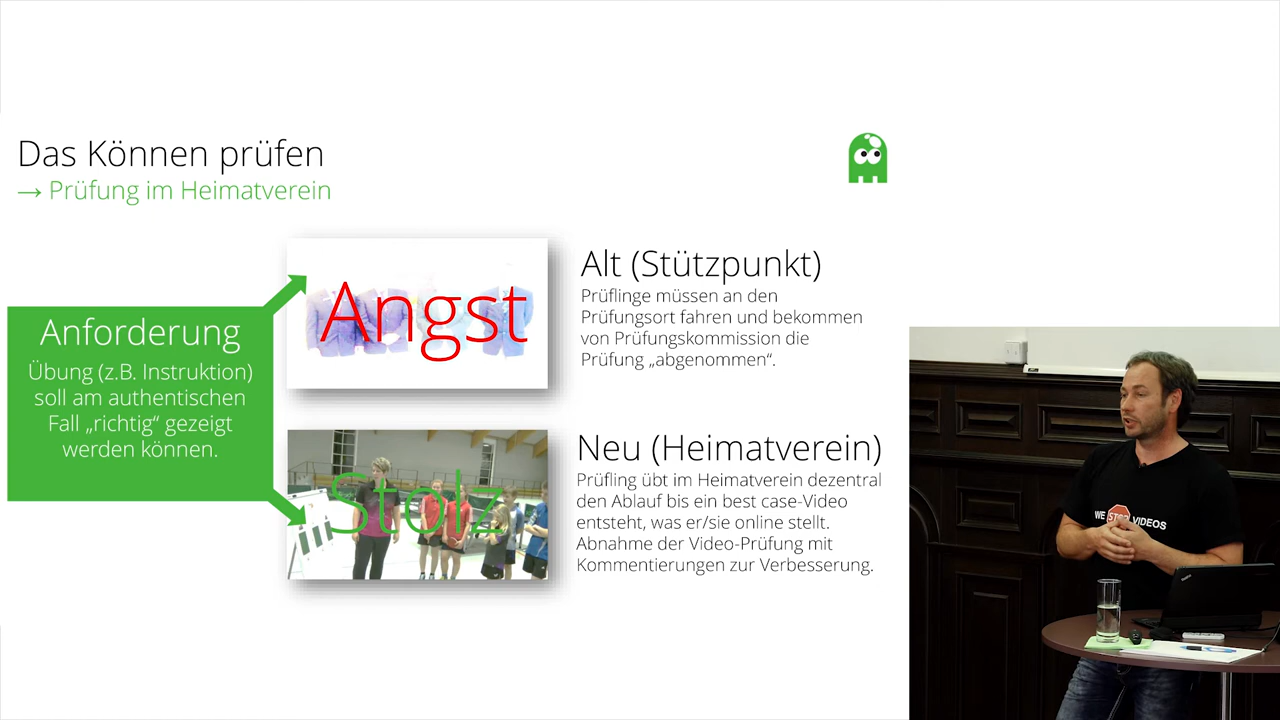 Das Können prüfen
→ Prüfung im Heimatverein
Anforderung
Übung (z.B. Instruktion)
soll am authentischen
Fall „richtig“ gezeigt
werden können.
Angst
Alt (Stützpunkt)
Prüflinge müssen an den
Prüfungsort fahren und bekommen
von Prüfungskommission die
Prüfung „abgenommen“.
Stolz
Neu (Heimatverein)
Prüfling übt im Heimatverein dezentral
den Ablauf bis ein best case-Video
entsteht, was er/sie online stellt.
Abnahme der Video-Prüfung mit
Kommentierungen zur Verbesserung.
WE STOP VIDEOS